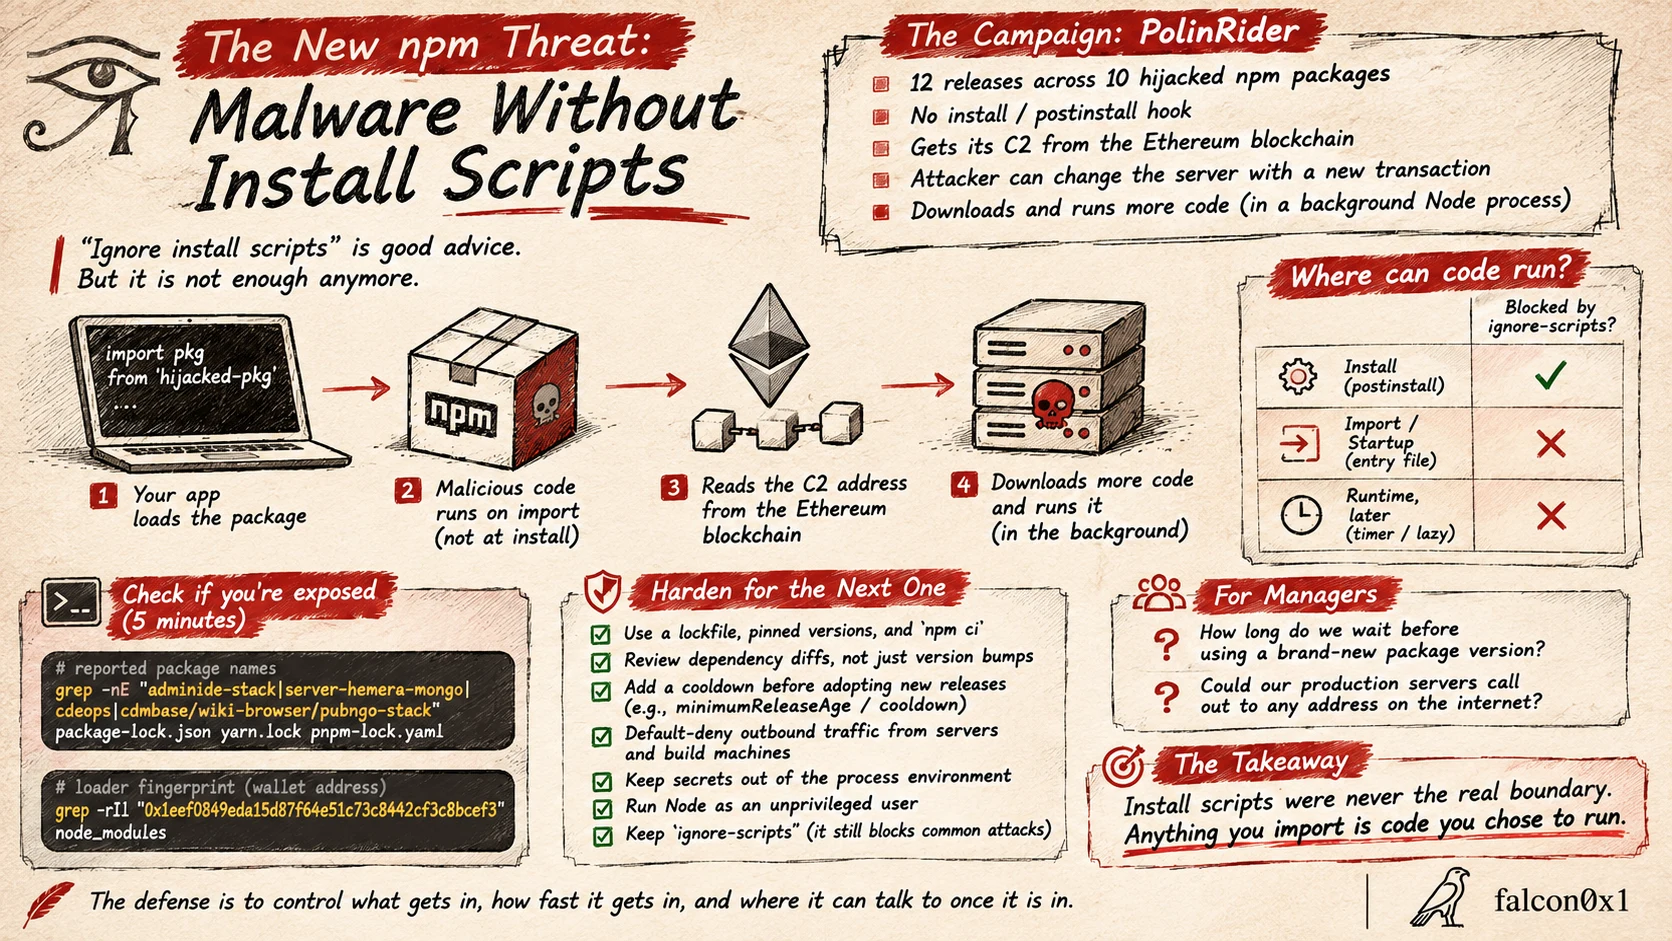 The New npm Threat:
Malware Without
Install Scripts
"Ignore install scripts" is good advice.
But it is not enough anymore.
The Campaign: PolinRider
12 releases across 10 hijacked npm packages
No install / postinstall hook
Gets its C2 from the Ethereum blockchain
Attacker can change the server with a new transaction
Downloads and runs more code (in a background Node process)
import pkg
from 'hijacked-pkg'
....
npm
1 Your app
loads the package
2 Malicious code
runs on import
(not at install)
3 Reads the C2 address
from the Ethereum
blockchain
4 Downloads more code
and runs it
(in the background)
Where can code run?
Blocked by
ignore-scripts?
Install
(postinstall)
Import /
Startup
(entry file)
Runtime,
later
(timer / lazy)
>_..
Check if you're exposed
(5 minutes)
# reported package names
grep -nE "adminide-stack|server-hemera-mongo|
cdeops|cdmbase/wiki-browser/pubngo-stack"
package-lock.json yarn.lock pnpm-lock.yaml
# loader fingerprint (wallet address)
grep -rIl "0x1eef0849eda15d87f64e51c73c8442cf3c8bcef3"
node_modules
Harden for the Next One
Use a lockfile, pinned versions, and `npm ci'
Review dependency diffs, not just version bumps
Add a cooldown before adopting new releases
(e.g., minimumReleaseAge / cooldown)
Default-deny outbound traffic from servers
and build machines
Keep secrets out of the process environment
Run Node as an unprivileged user
Keep `ignore-scripts" (it still blocks common attacks)
For Managers
? How long do we wait before
using a brand-new package version?
? Could our production servers call
out to any address on the internet?
The Takeaway
Install scripts were never the real boundary.
Anything you import is code you chose to run.
The defense is to control what gets in, how fast it gets in, and where it can talk to once it is in.
falcon0x1